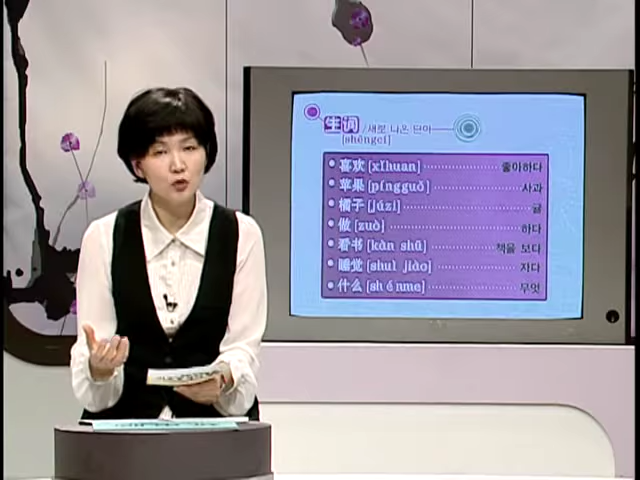 生词 /새로 나온 단어
[shēngcí]
喜欢 [xǐhuan] 좋아하다
苹果 [píngguǒ] 사과
橘子 [júzi] 귤
做 [zuò] 하다
看书 [kàn shū] 책을 보다
睡觉 [shuì jiào] 자다
什么 [shénme] 무엇